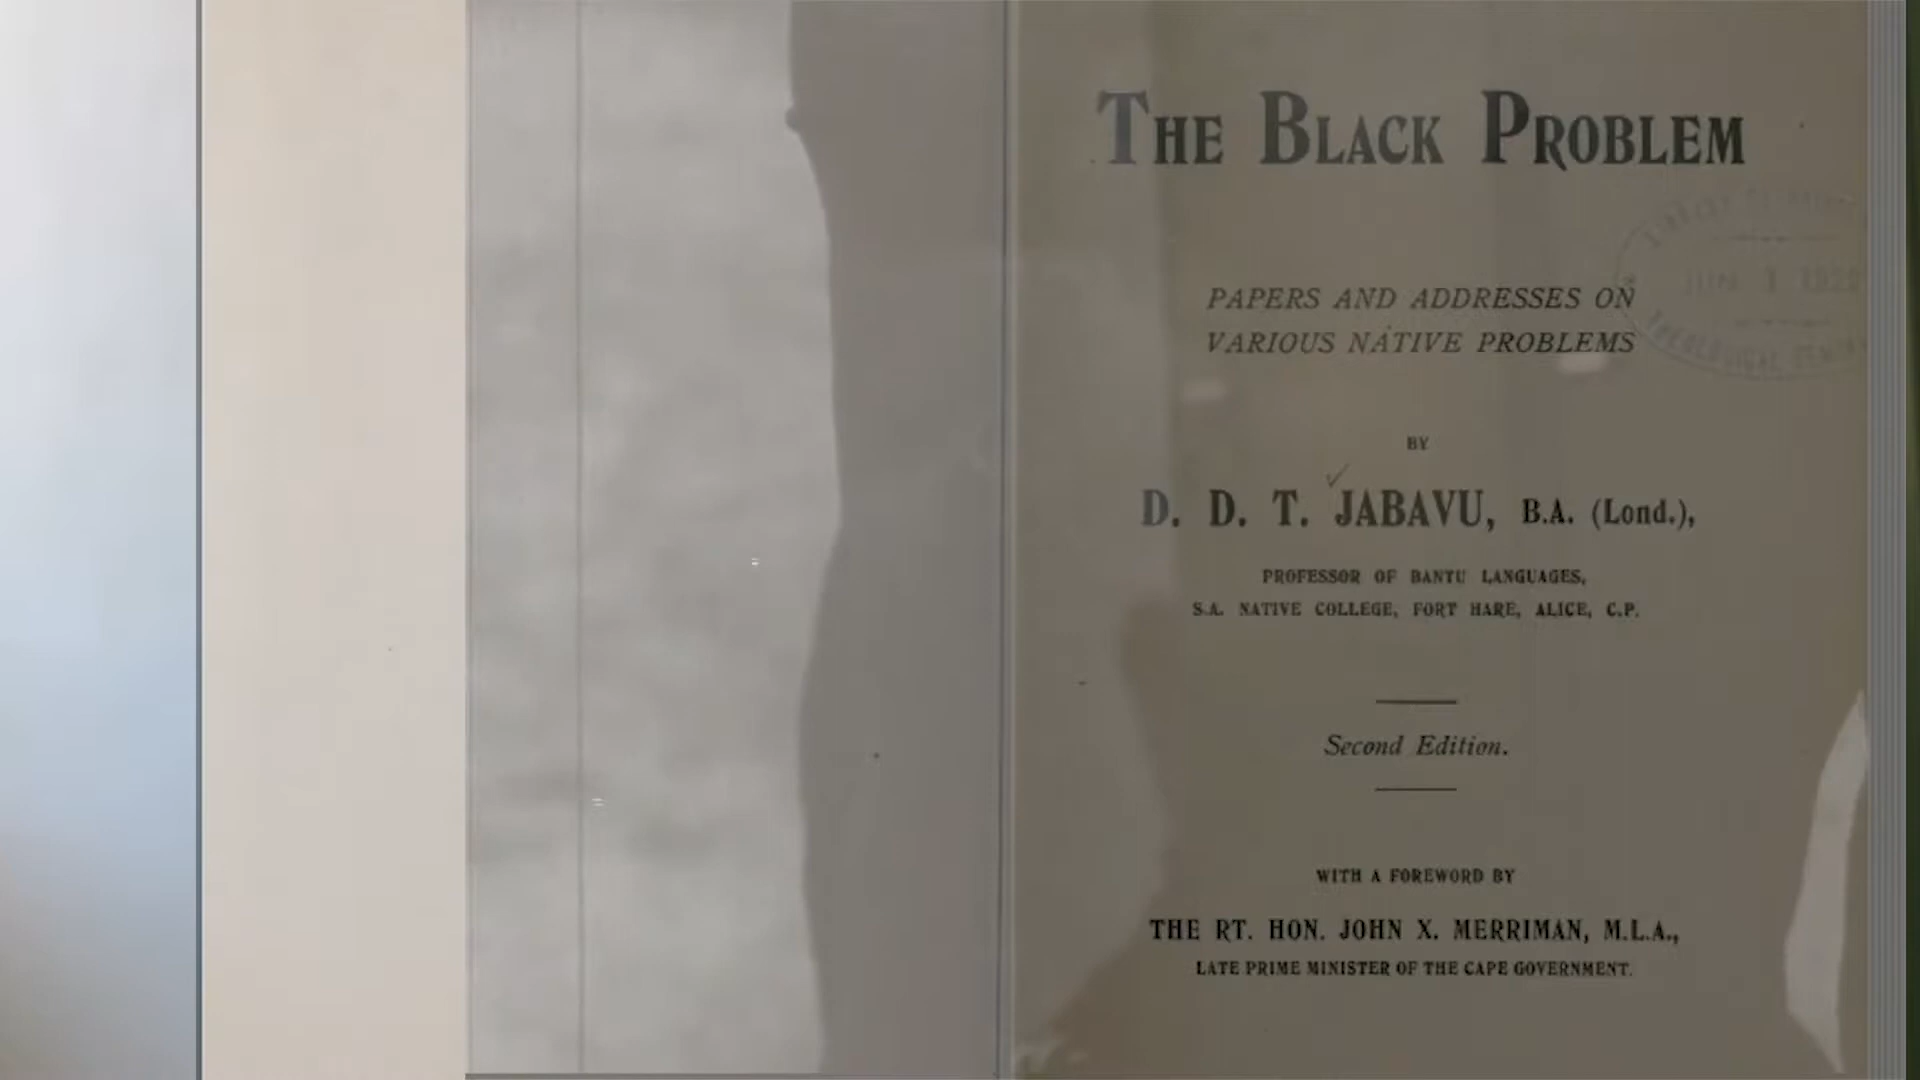 THE BLACK PROBLEM
PAPERS AND ADDRESSES ON
VARIOUS NATIVE PROBLEMS
BY
D. D. T. JABAVU, B.A. (Lond.),
PROFESSOR OF BANTU LANGUAGES,
S.A. NATIVE COLLEGE, FORT HARE, ALICE, C.P.
Second Edition.
WITH A FOREWORD BY
THE RT. HON. JOHN X. MERRIMAN, M.L.A.,
LATE PRIME MINISTER OF THE CAPE GOVERNMENT.